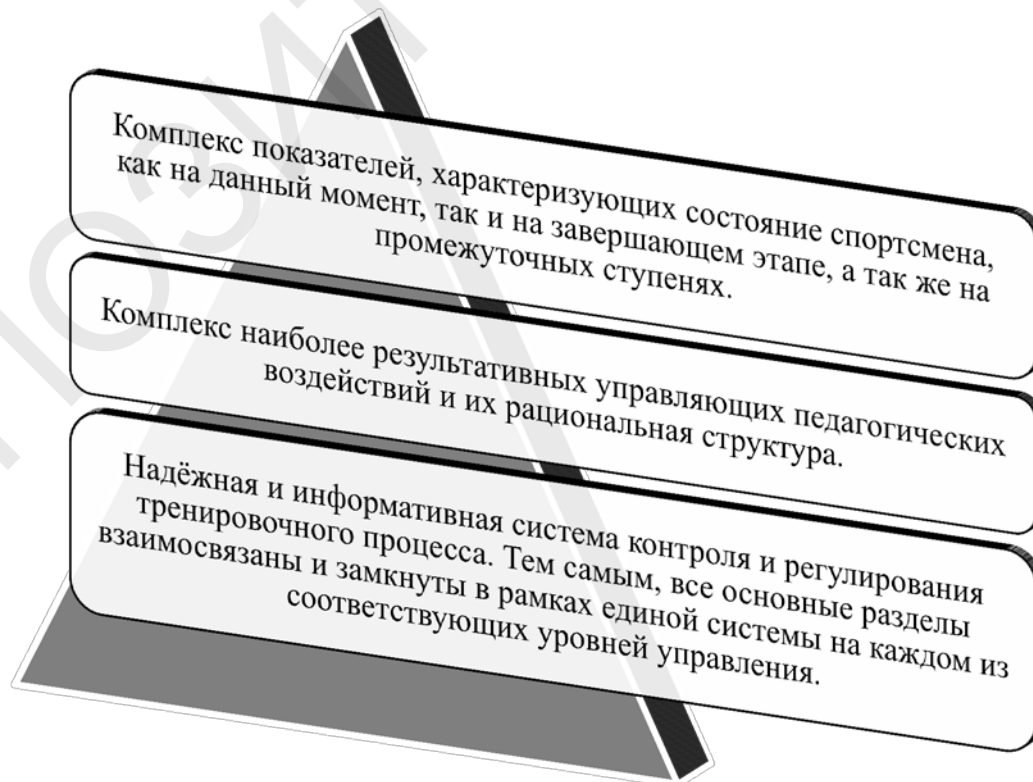 Комплекс показателей, характеризующих состояние спортсмена,
как на данный момент, так и на завершающем этапе, а так же на
промежуточных ступенях.
Комплекс наиболее результативных управляющих педагогических
воздействий и их рациональная структура.
Надёжная и информативная система контроля и регулирования
тренировочного процесса. Тем самым, все основные разделы
взаимосвязаны и замкнуты в рамках единой системы на каждом из
соответствующих уровней управления.